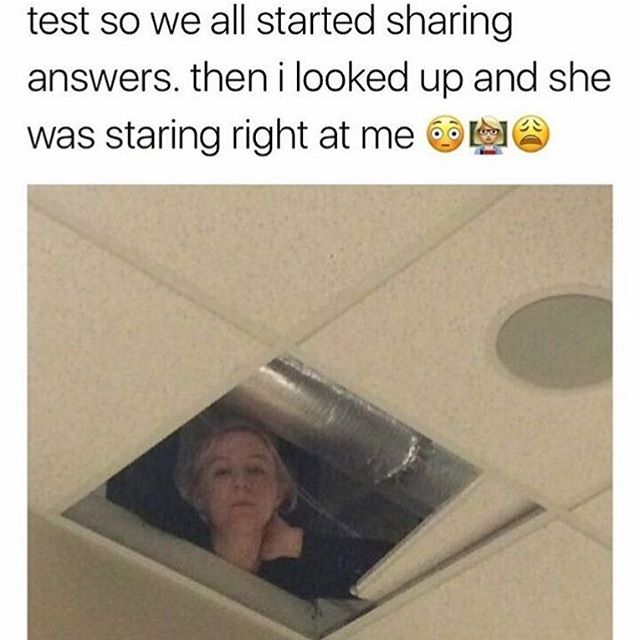 test so we all started sharing
answers. then i looked up and she
was staring right at me 😳👩🏼‍🏫😩